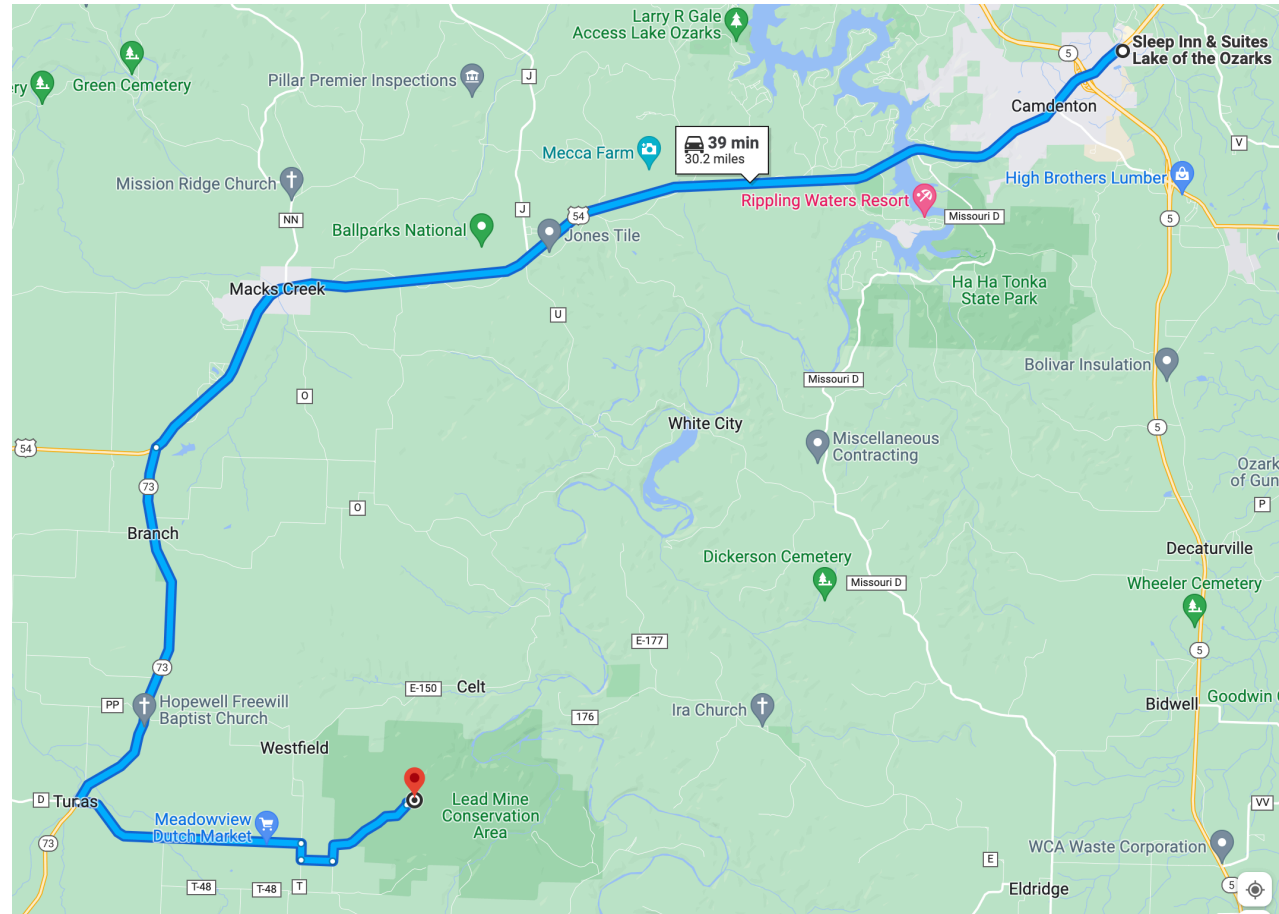 Larry R Gale
Access Lake Ozarks
Sleep Inn & Suites
Lake of the Ozarks
5
Green Cemetery
ery
Pillar Premier Inspections
J
Camdenton
39 min
30.2 miles
Mecca Farm
V
Mission Ridge Church
High Brothers Lumber
Rippling Waters Resort
J
54
NN
Missouri D
5
Ballparks National
Jones Tile
Macks Creek
Ha Ha Tonka
State Park
U
Bolivar Insulation
Missouri D
O
White City
5
54
Miscellaneous
Contracting
Ozark
of Gun
73
O
P
Branch
Decaturville
Dickerson Cemetery
Missouri D
Wheeler Cemetery
E-177
5
73
E-150
Celt
PP
Hopewell Freewill
Baptist Church
176
Ira Church
Bidwell
Goodwin
Westfield
D
Tunas
Lead Mine
Conservation
Area
VV
Meadowview
Dutch Market
73
WCA Waste Corporation
E
T-48
T-48
T
Eldridge
5